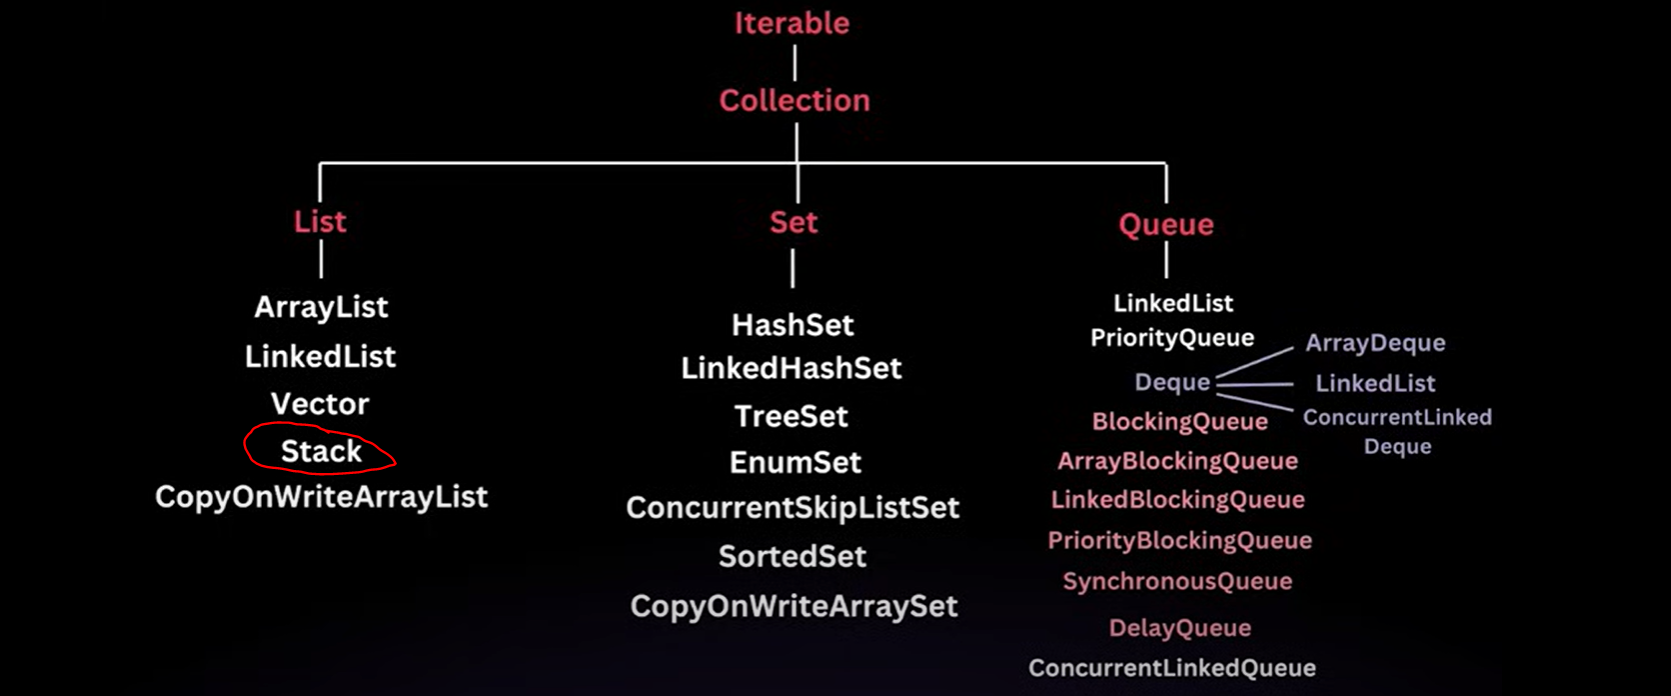 Iterable
Collection
List
Set
Queue
ArrayList
LinkedList
Vector
Stack
CopyOnWriteArrayList
HashSet
LinkedHashSet
TreeSet
EnumSet
ConcurrentSkipListSet
SortedSet
CopyOnWriteArraySet
LinkedList
PriorityQueue
Deque
ArrayDeque
LinkedList
ConcurrentLinked
Deque
BlockingQueue
ArrayBlockingQueue
LinkedBlockingQueue
PriorityBlockingQueue
SynchronousQueue
DelayQueue
ConcurrentLinkedQueue